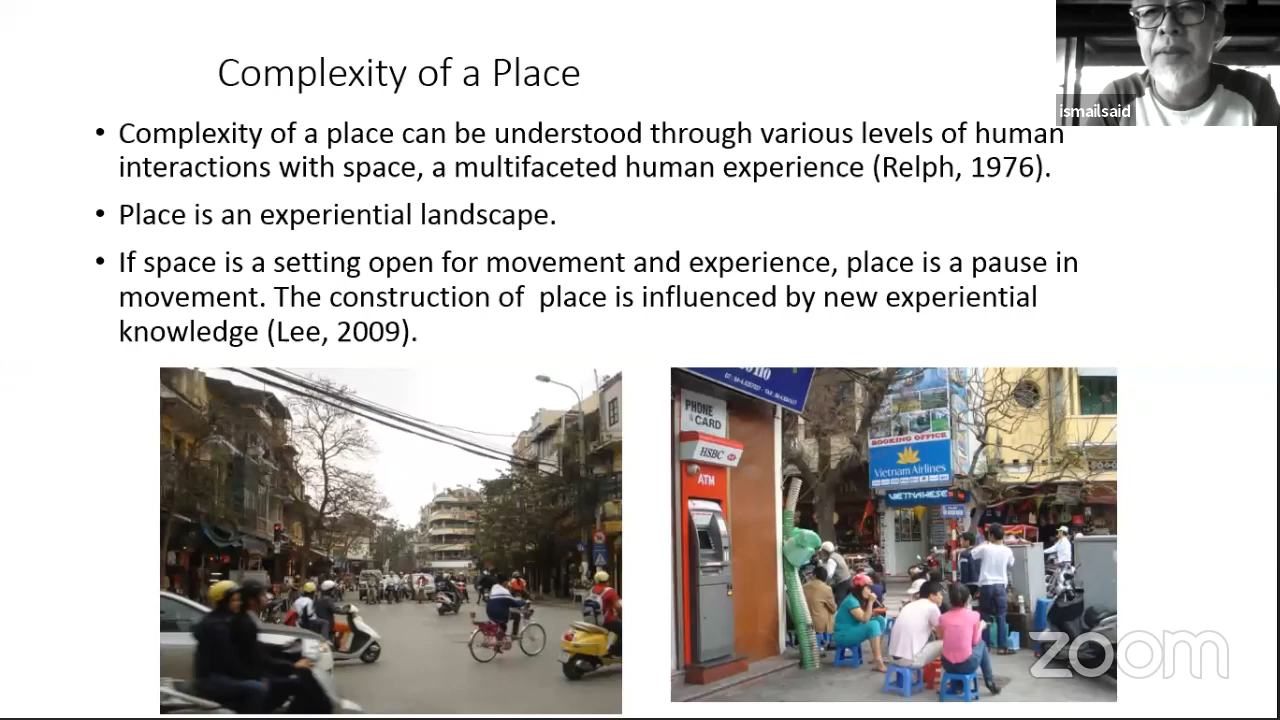 Complexity of a Place
ismailsaid
• Complexity of a place can be understood through various levels of human
interactions with space, a multifaceted human experience (Relph, 1976).
• Place is an experiential landscape.
• If space is a setting open for movement and experience, place is a pause in
movement. The construction of  place is influenced by new experiential
knowledge (Lee, 2009).
PHONE
CARD
HSBC
ATM
BOOKING OFFICE
Vietnam Airlines
VIETNAMESE
zoom